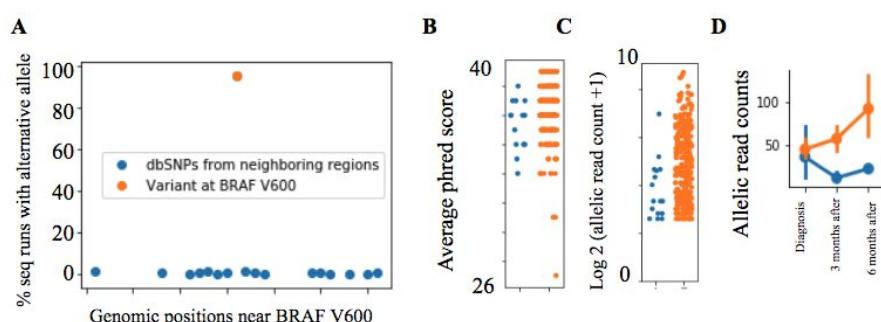 A
B
C
D
% seq runs with alternative allele
100
80
60
40
20
0
dbSNPs from neighboring regions
Variant at BRAF V600
Genomic positions near BRAF V600
Average phred score
40
26
Log 2 (allelic read count +1)
10
0
Allelic read counts
100
50
Diagnosis
3 months after
6 months after